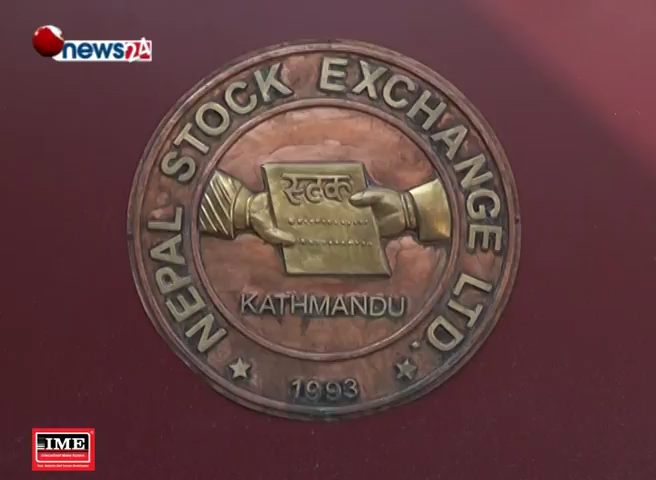 news24
NEPAL STOCK EXCHANGE LTD.
स्टक
KATHMANDU
1993
IME